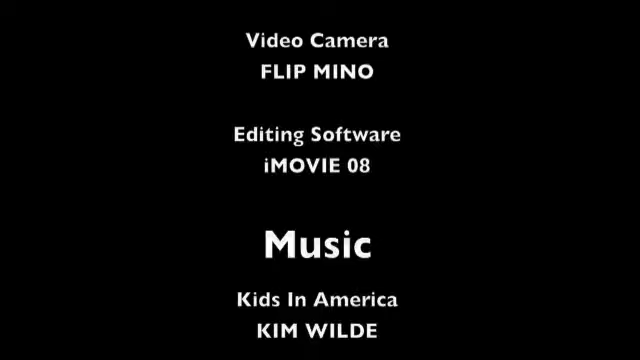 Video Camera
FLIP MINO
Editing Software
iMOVIE 08
Music
Kids In America
KIM WILDE